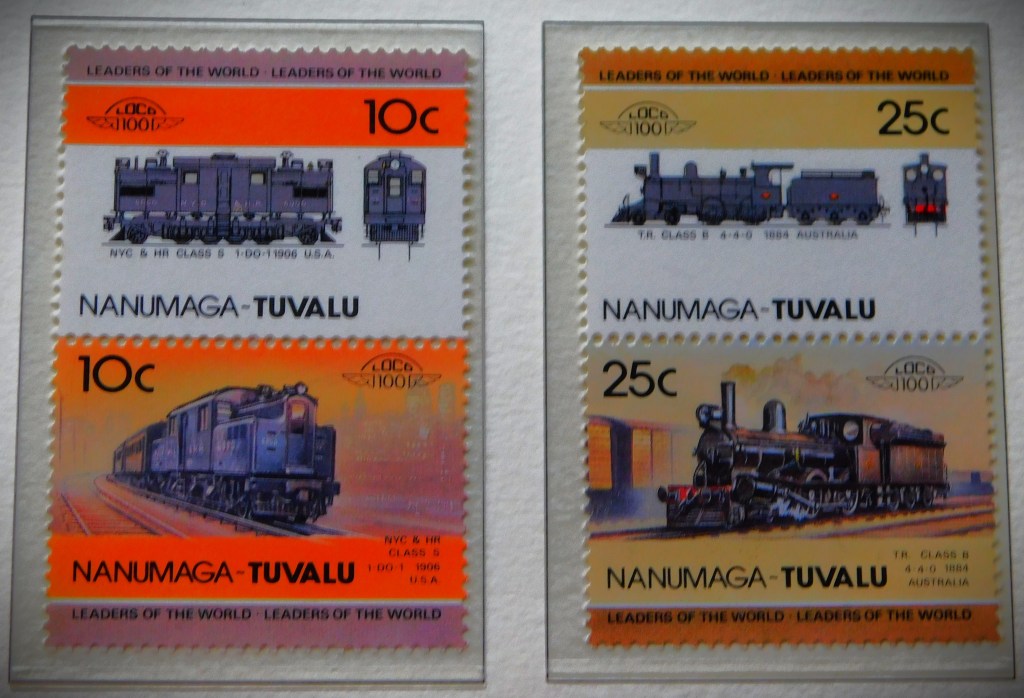 LEADERS OF THE WORLD · LEADERS OF THE WORLD
LOCO 100
10c
NYC & HR CLASS S 1-DO-1 1906 U.S.A.
NANUMAGA-TUVALU
10c
LOCO 100
NYC & HR
CLASS S
1-DO-1 1906
U.S.A.
NANUMAGA-TUVALU
LEADERS OF THE WORLD · LEADERS OF THE WORLD
LEADERS OF THE WORLD · LEADERS OF THE WORLD
LOCO 100
25c
T.R. CLASS B 4-4-0 1884 AUSTRALIA
NANUMAGA-TUVALU
25c
LOCO 100
T.R. CLASS B
4-4-0 1884
AUSTRALIA
NANUMAGA-TUVALU
LEADERS OF THE WORLD · LEADERS OF THE WORLD